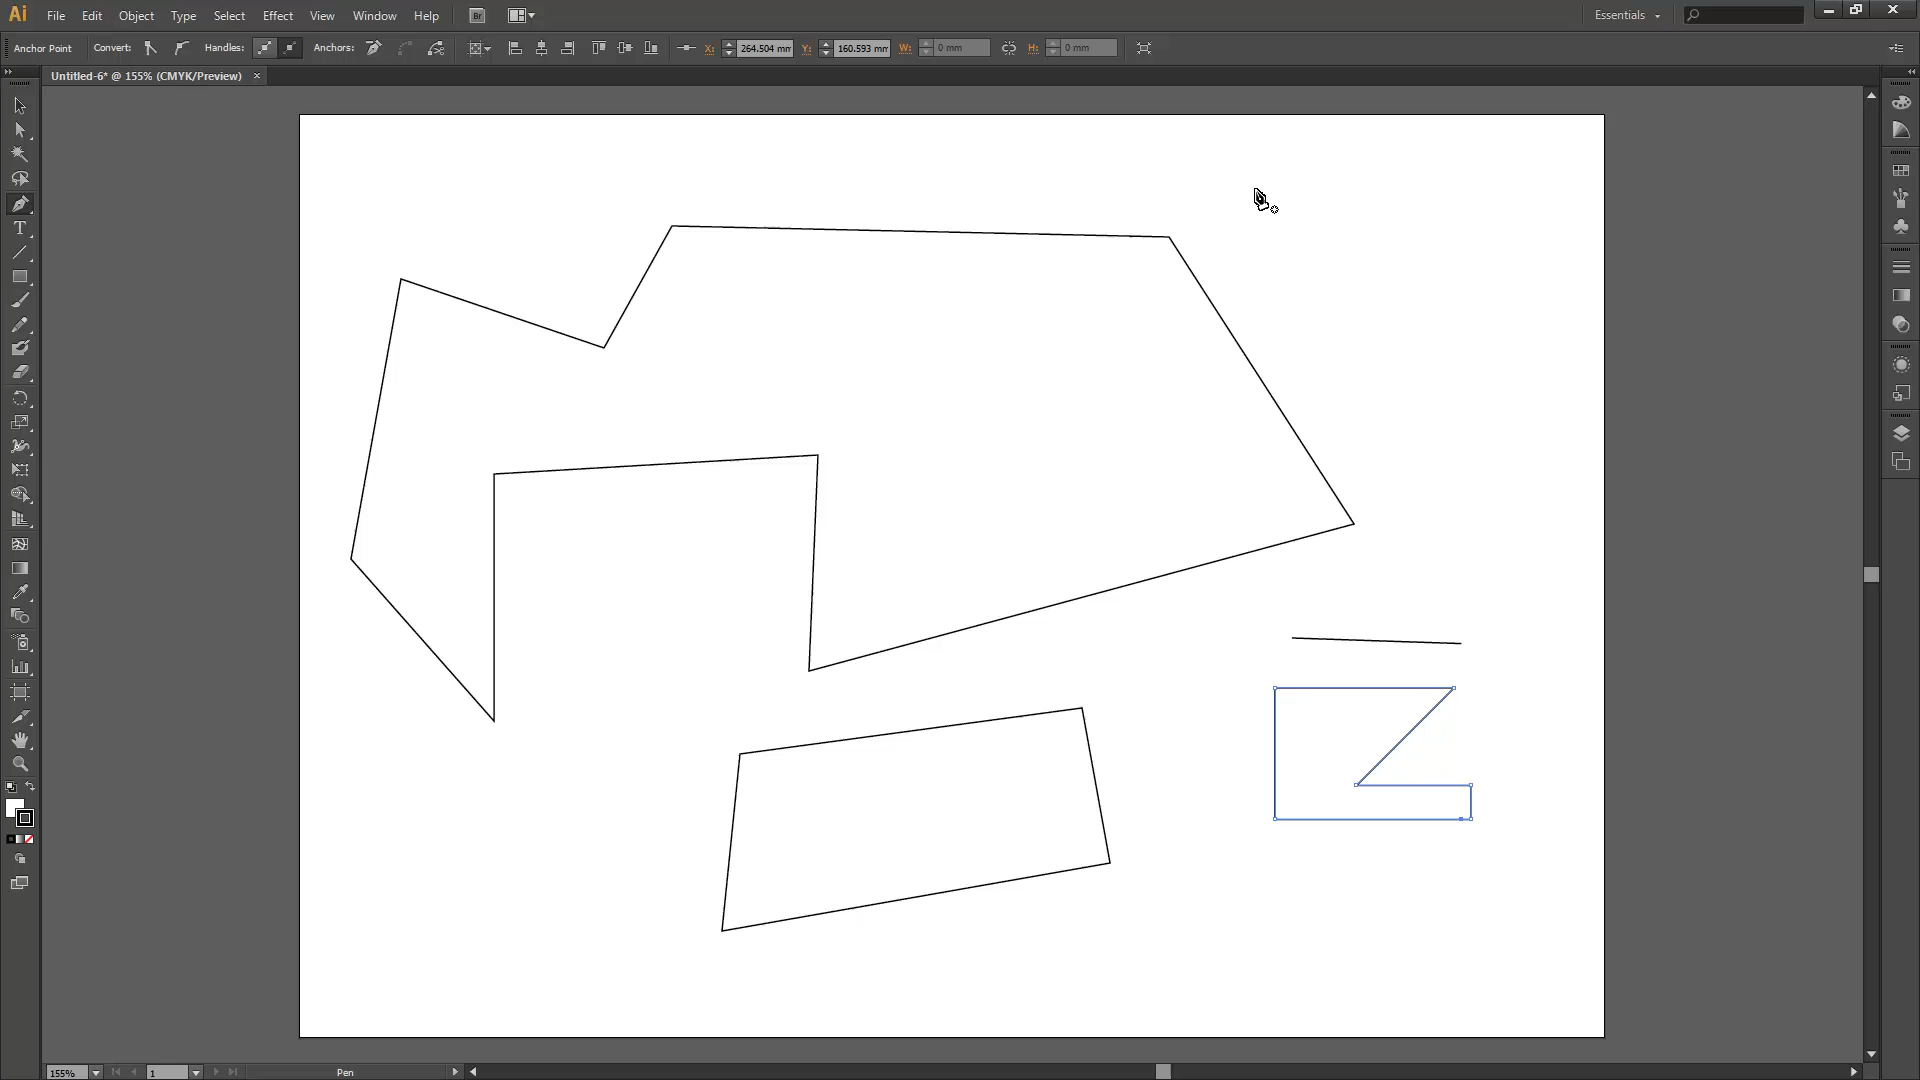 Ai File Edit Object Type Select Effect View Window Help Br Essentials
Anchor Point Convert: Handles: Anchors: X: 264.504 mm Y: 160.593 mm W: 0 mm H: 0 mm
Untitled-6* @ 155% (CMYK/Preview) ×
T
155% 1 Pen